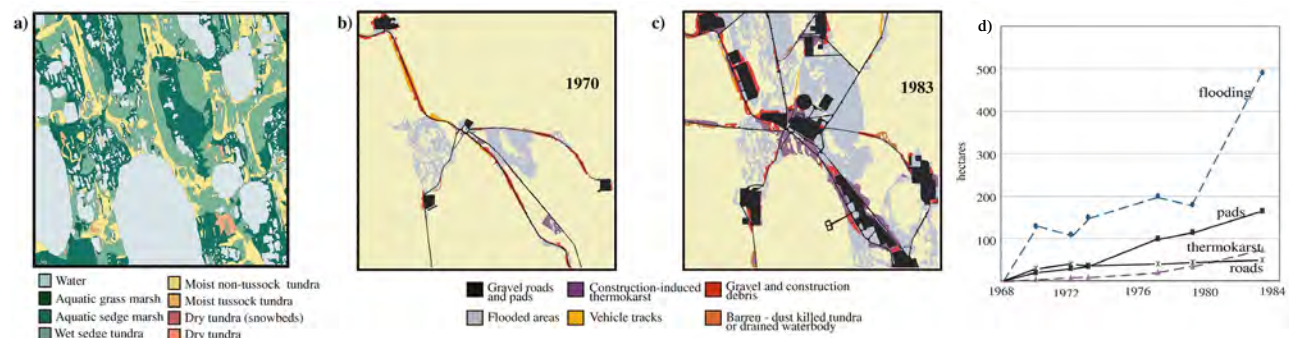 a)
Water
Aquatic grass marsh
Aquatic sedge marsh
Wet sedge tundra
Moist non-tussock tundra
Moist tussock tundra
Dry tundra (snowbeds)
Dry tundra
b)
1970
c)
1983
Gravel roads
and pads
Flooded areas
Construction-induced
thermokarst
Vehicle tracks
Gravel and construction
debris
Barren - dust killed tundra
or drained waterbody
d)
hectares
500
400
300
200
100
flooding
pads
thermokarst
roads
1968
1972
1976
1980
1984